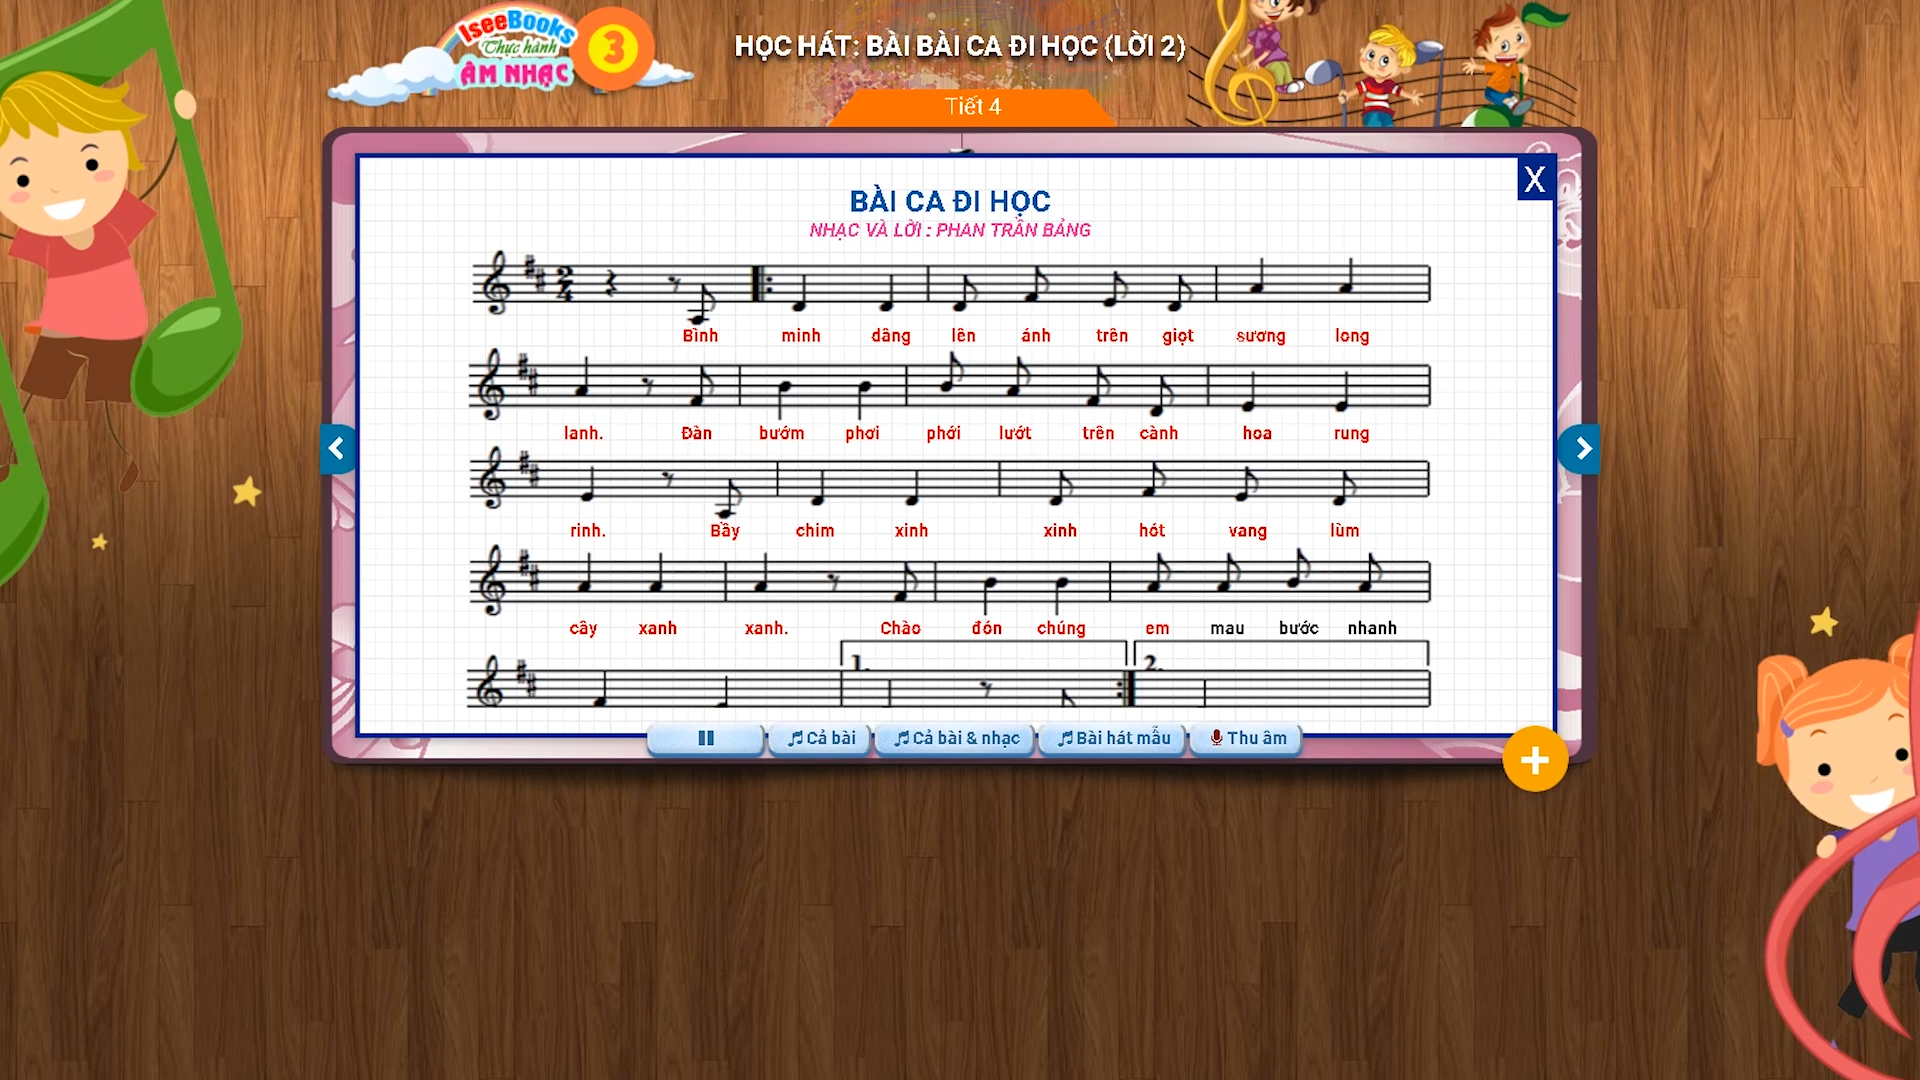 IseeBooks
Thực hành
ÂM NHẠC
3
HỌC HÁT: BÀI BÀI CA ĐI HỌC (LỜI 2)
Tiết 4
X
BÀI CA ĐI HỌC
NHẠC VÀ LỜI : PHAN TRẦN BẢNG
2
4
Bình minh dâng lên ánh trên giọt sương long
lanh. Đàn bướm phơi phới lướt trên cành hoa rung
rinh. Bầy chim xinh xinh hót vang lùm
cây xanh xanh. Chào đón chúng em mau bước nhanh
1. 2.
Cả bài Cả bài & nhạc Bài hát mẫu Thu âm